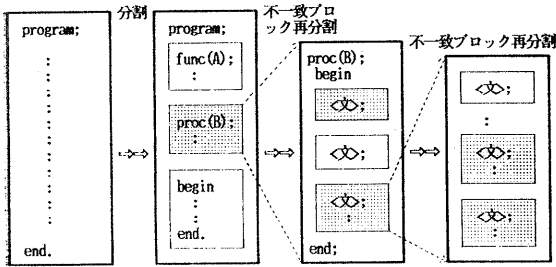 分割
不一致ブロ
ック再分割
不一致ブロック再分割
program;
:
:
:
:
:
:
:
:
:
:
end.
program;
func(A);
:
proc(B);
:
begin
:
:
end.
proc(B);
begin
<文>;
<文>;
<文>;
:
end;
<文>;
:
<文>;
:
<文>;
: